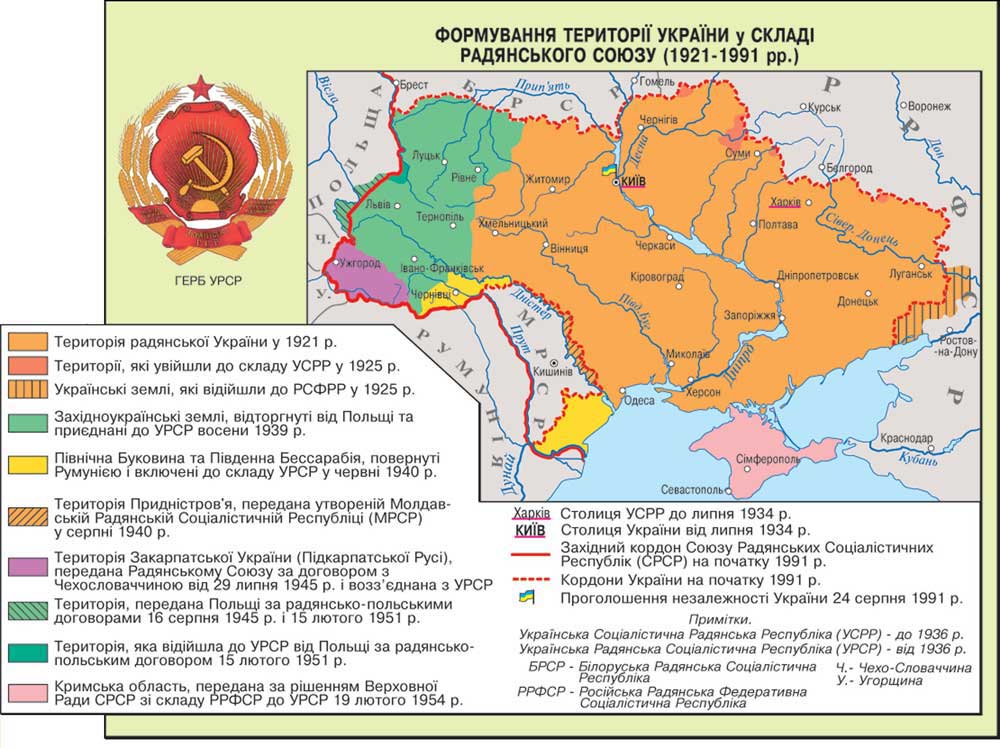 ФОРМУВАННЯ ТЕРИТОРІЇ УКРАЇНИ у СКЛАДІ
РАДЯНСЬКОГО СОЮЗУ (1921-1991 рр.)
ГЕРБ УРСР
Вісла
Брест
Прип'ять
Гомель
БРСР
ПОЛЬЩА
Р
Р
Ф
С
Р
Курськ
Воронеж
Дон
Чернігів
Десна
Суми
Бєлгород
Луцьк
Рівне
Житомир
КИЇВ
Харків
Львів
Тернопіль
Хмельницький
Полтава
Сівер. Донець
Ч.
У.
Ужгород
Івано-Франківськ
Вінниця
Черкаси
Чернівці
Кіровоград
Дніпропетровськ
Луганськ
Донецьк
Дністер
Півд.Буг
Запоріжжя
Прут
МРСР
Кишинів
РУМУНІЯ
Миколаїв
Дніпро
Ростов-
-на-Дону
Одеса
Херсон
Дунай
Сімферополь
Севастополь
Краснодар
Кубань
Територія радянської України у 1921 р.
Території, які увійшли до складу УСРР у 1925 р.
Українські землі, які відійшли до РСФРР у 1925 р.
Західноукраїнські землі, відторгнуті від Польщі та
приєднані до УРСР восени 1939 р.
Північна Буковина та Південна Бессарабія, повернуті
Румунією і включені до складу УРСР у червні 1940 р.
Територія Придністров'я, передана утвореній Молдав-
ській Радянській Соціалістичній Республіці (МРСР)
у серпні 1940 р.
Територія Закарпатської України (Підкарпатської Русі),
передана Радянському Союзу за договором з
Чехословаччиною від 29 липня 1945 р. і возз'єднана з УРСР
Територія, передана Польщі за радянсько-польськими
договорами 16 серпня 1945 р. і 15 лютого 1951 р.
Територія, яка відійшла до УРСР від Польщі за радянсько-
польським договором 15 лютого 1951 р.
Кримська область, передана за рішенням Верховної
Ради СРСР зі складу РРФСР до УРСР 19 лютого 1954 р.
Харків Столиця УСРР до липня 1934 р.
КИЇВ Столиця України від липня 1934 р.
Західний кордон Союзу Радянських Соціалістичних
Республік (СРСР) на початку 1991 р.
Кордони України на початку 1991 р.
Проголошення незалежності України 24 серпня 1991 р.
Примітки.
Українська Соціалістична Радянська Республіка (УСРР) - до 1936 р.
Українська Радянська Соціалістична Республіка (УРСР) - від 1936 р.
БРСР - Білоруська Радянська Соціалістична
Республіка
РРФСР - Російська Радянська Федеративна
Соціалістична Республіка
Ч.- Чехо-Словаччина
У.- Угорщина